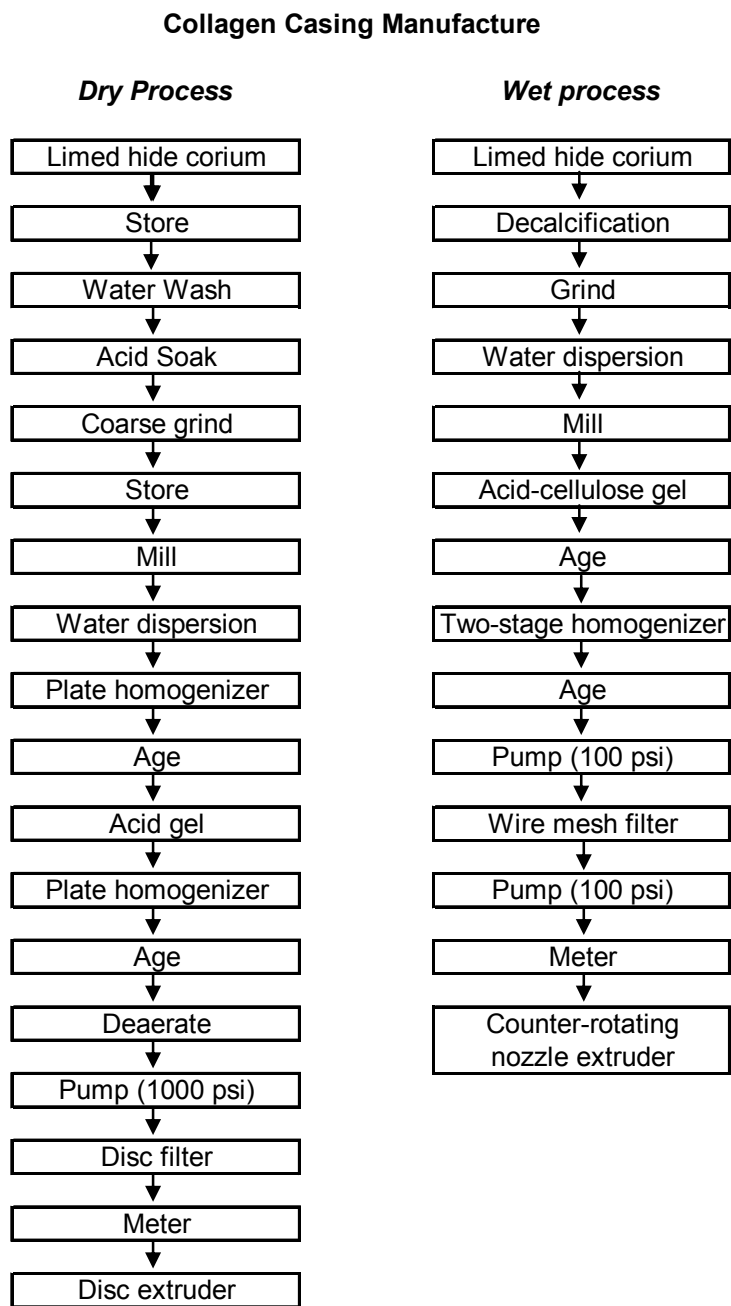 Collagen Casing Manufacture
Dry Process
Limed hide corium
Store
Water Wash
Acid Soak
Coarse grind
Store
Mill
Water dispersion
Plate homogenizer
Age
Acid gel
Plate homogenizer
Age
Deaerate
Pump (1000 psi)
Disc filter
Meter
Disc extruder
Wet process
Limed hide corium
Decalcification
Grind
Water dispersion
Mill
Acid-cellulose gel
Age
Two-stage homogenizer
Age
Pump (100 psi)
Wire mesh filter
Pump (100 psi)
Meter
Counter-rotating
nozzle extruder